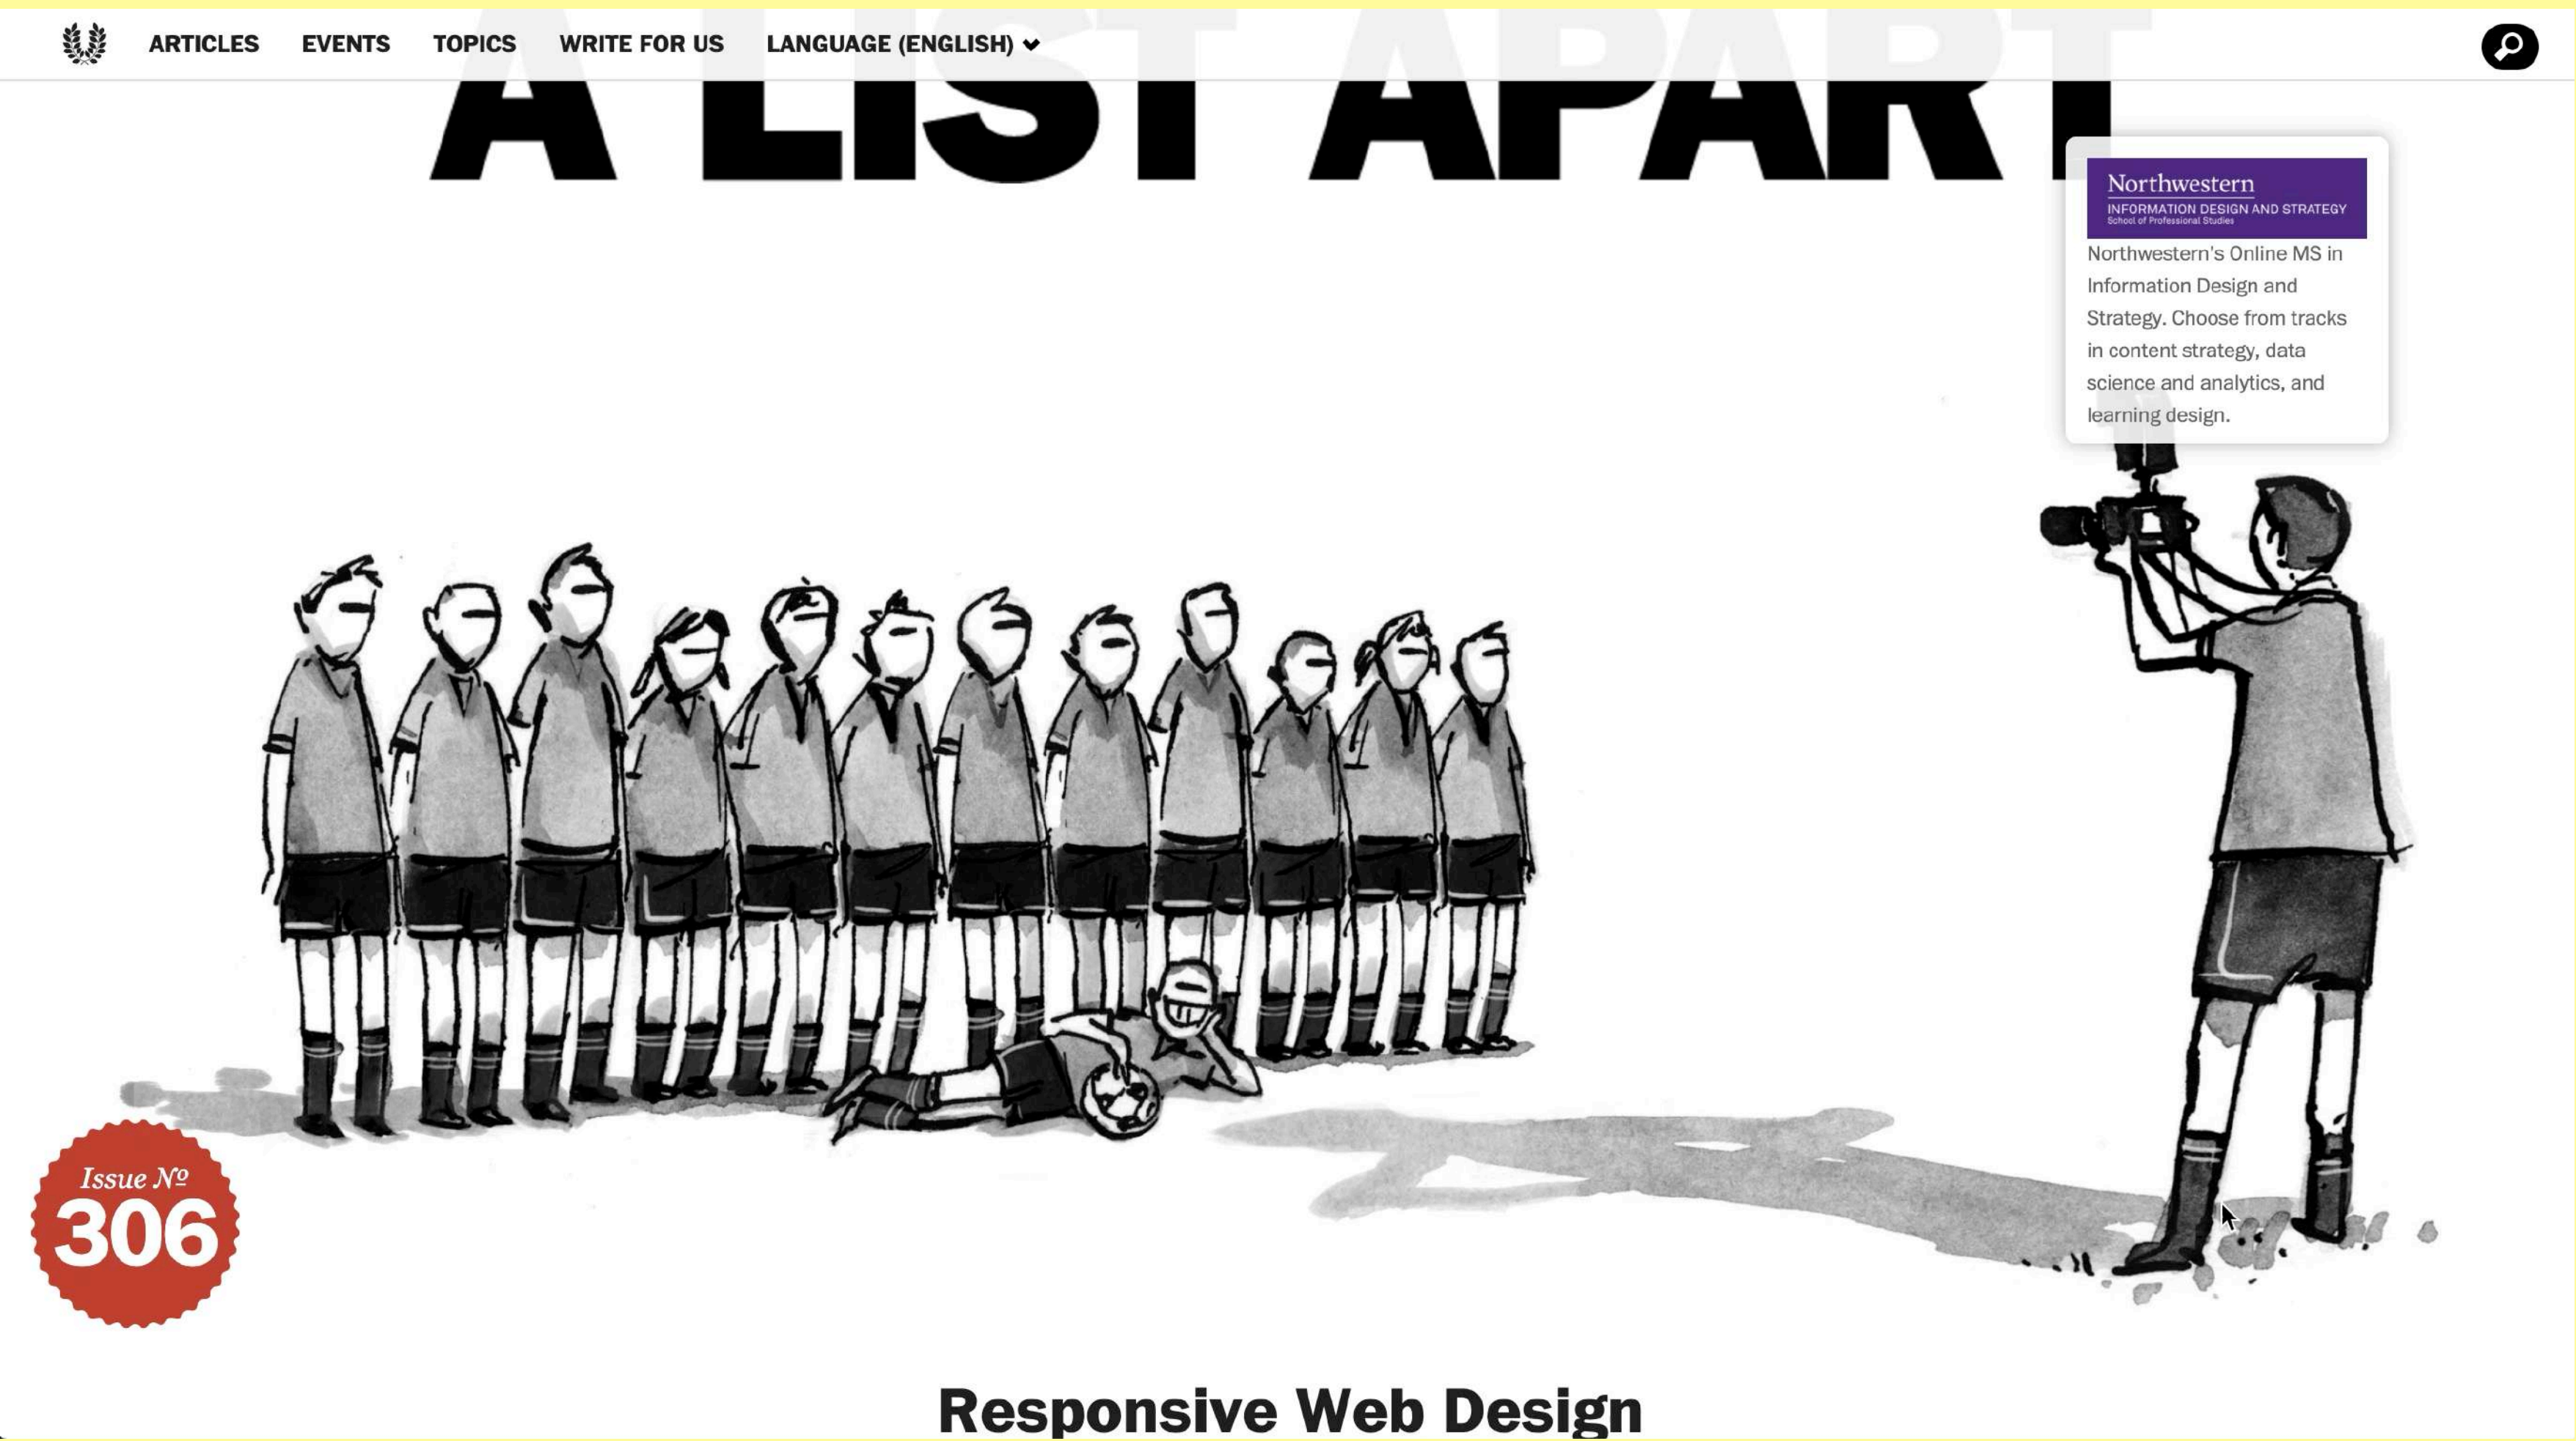 ARTICLES EVENTS TOPICS WRITE FOR US LANGUAGE (ENGLISH)
A LIST APART
Northwestern
INFORMATION DESIGN AND STRATEGY
School of Professional Studies
Northwestern's Online MS in
Information Design and
Strategy. Choose from tracks
in content strategy, data
science and analytics, and
learning design.
Issue Nº
306
Responsive Web Design